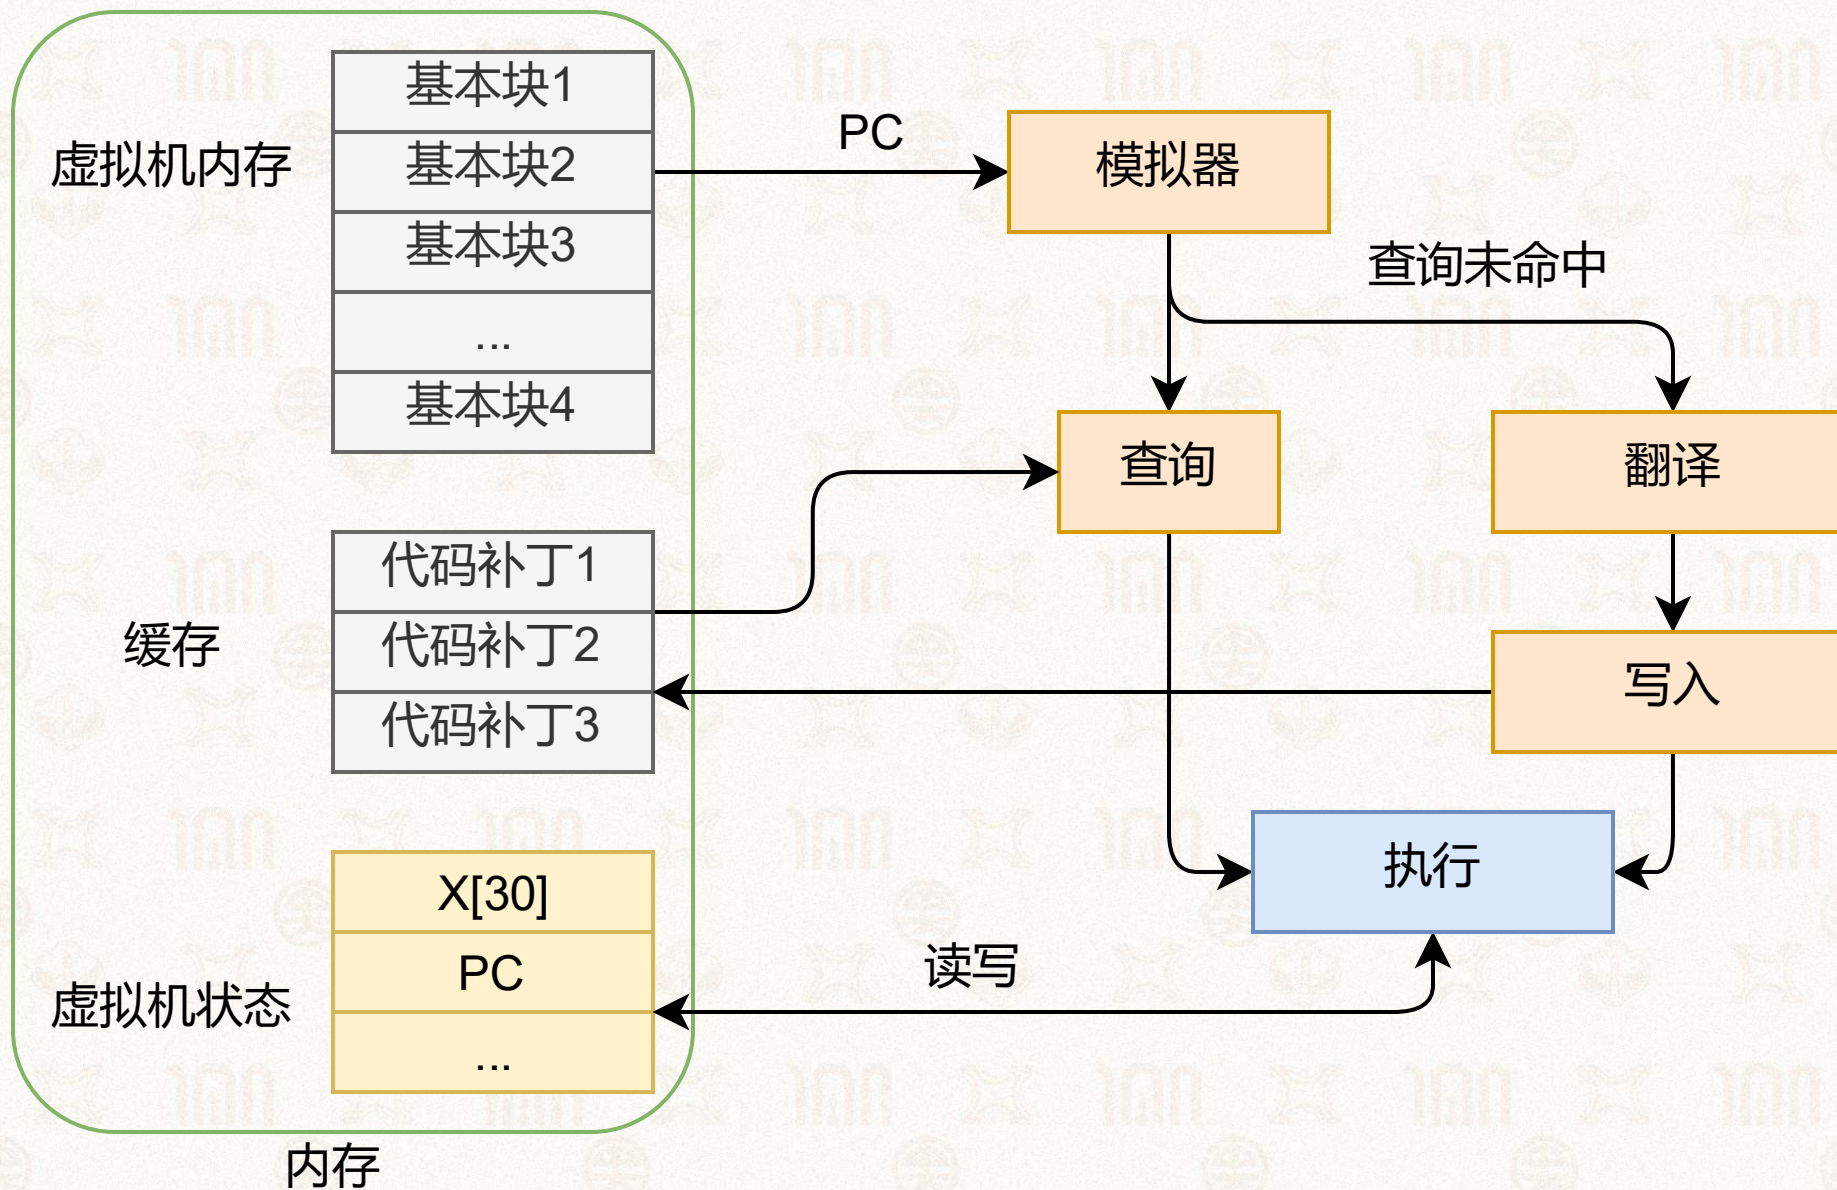 基本块1
虚拟机内存
基本块2
基本块3
...
基本块4
PC
模拟器
查询未命中
查询
翻译
缓存
代码补丁1
代码补丁2
代码补丁3
写入
执行
虚拟机状态
X[30]
PC
...
读写
内存